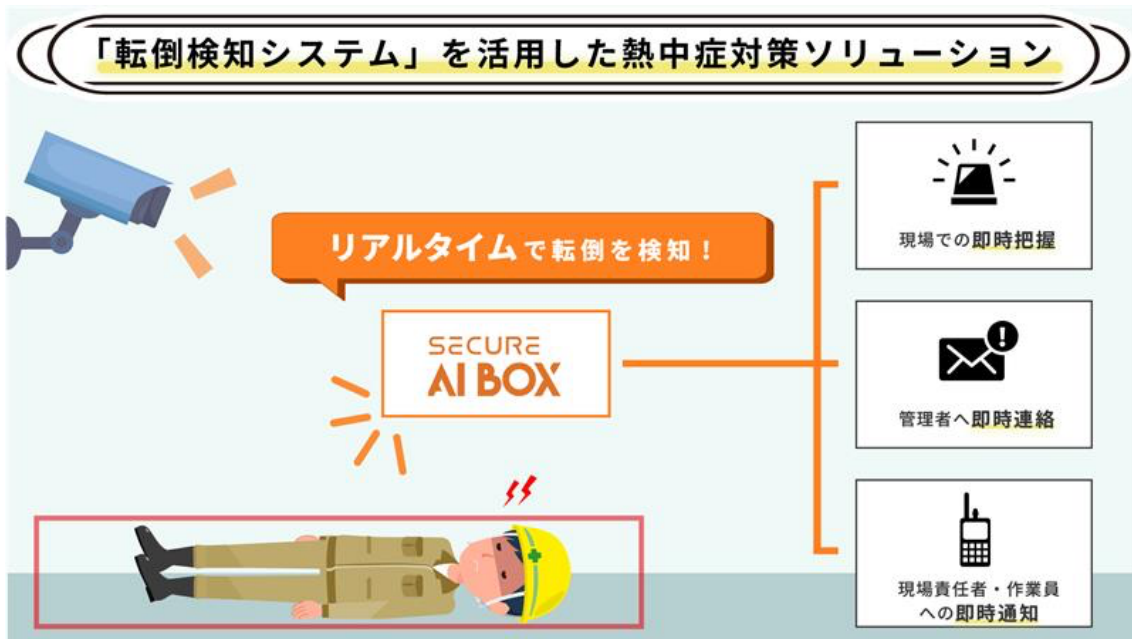 「転倒検知システム」を活用した熱中症対策ソリューション
リアルタイムで転倒を検知！
SECURE
AI BOX
現場での即時把握
管理者へ即時連絡
現場責任者・作業員
への即時通知